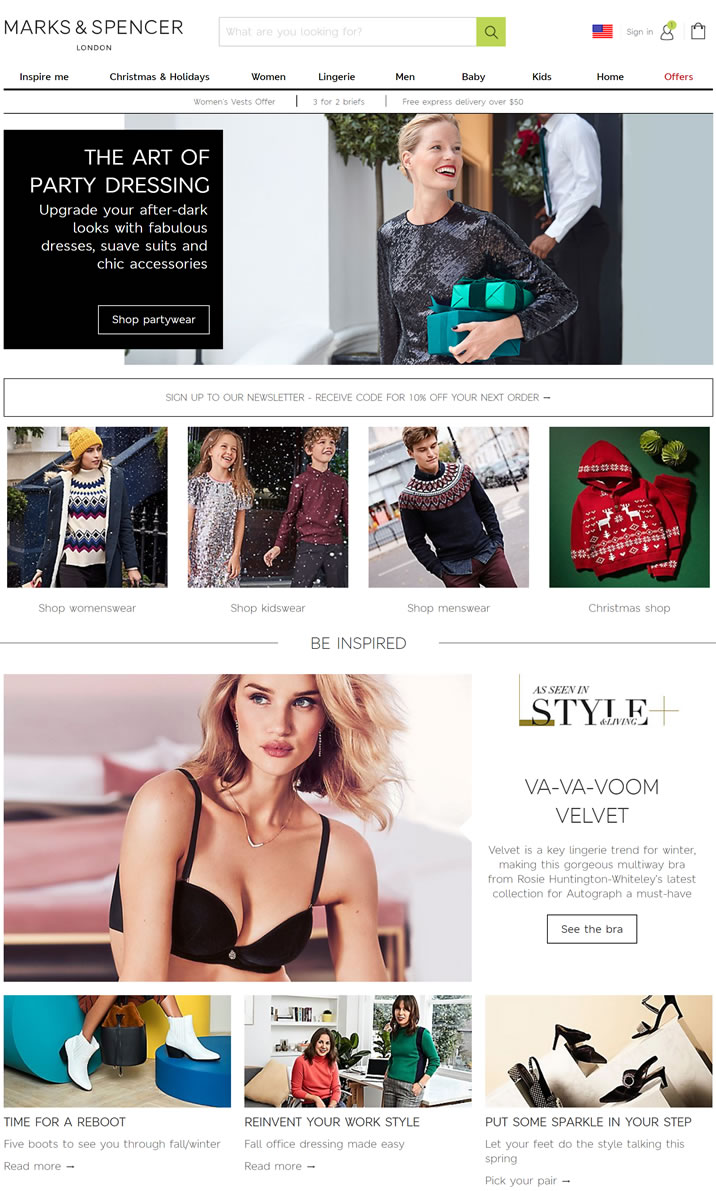 MARKS & SPENCER
LONDON
What are you looking for?
Sign in
1
Inspire me
Christmas & Holidays
Women
Lingerie
Men
Baby
Kids
Home
Offers
Women's Vests Offer
3 for 2 briefs
Free express delivery over $50
THE ART OF
PARTY DRESSING
Upgrade your after-dark
looks with fabulous
dresses, suave suits and
chic accessories
Shop partywear
SIGN UP TO OUR NEWSLETTER - RECEIVE CODE FOR 10% OFF YOUR NEXT ORDER →
Shop womenswear
Shop kidswear
Shop menswear
Christmas shop
BE INSPIRED
AS SEEN IN
STYLE
&LIVING
VA-VA-VOOM
VELVET
Velvet is a key lingerie trend for winter,
making this gorgeous multiway bra
from Rosie Huntington-Whiteley's latest
collection for Autograph a must-have
See the bra
TIME FOR A REBOOT
Five boots to see you through fall/winter
Read more →
REINVENT YOUR WORK STYLE
Fall office dressing made easy
Read more →
PUT SOME SPARKLE IN YOUR STEP
Let your feet do the style talking this
spring
Pick your pair →